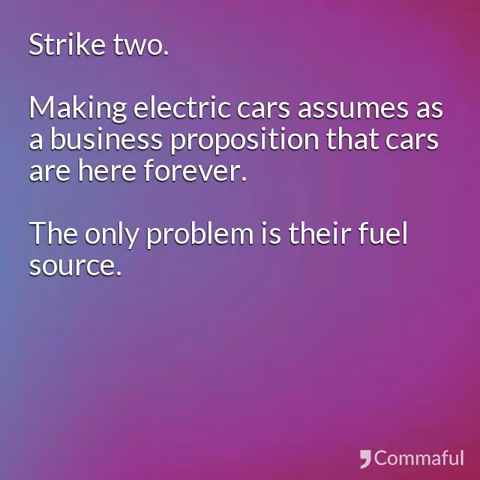 Strike two.
Making electric cars assumes as
a business proposition that cars
are here forever.
The only problem is their fuel
source.
Commaful